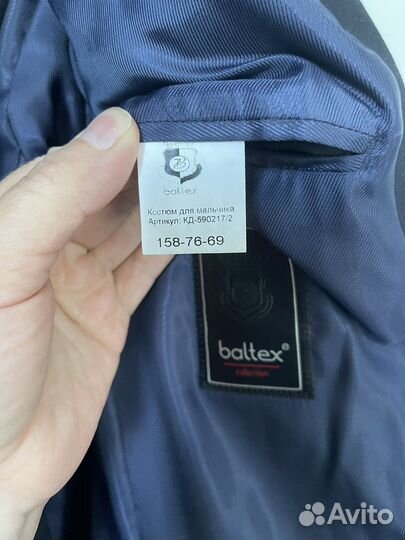 baltex
Костюм для мальчика
Артикул: КД-590217/2
158-76-69
baltex®
collection
Avito